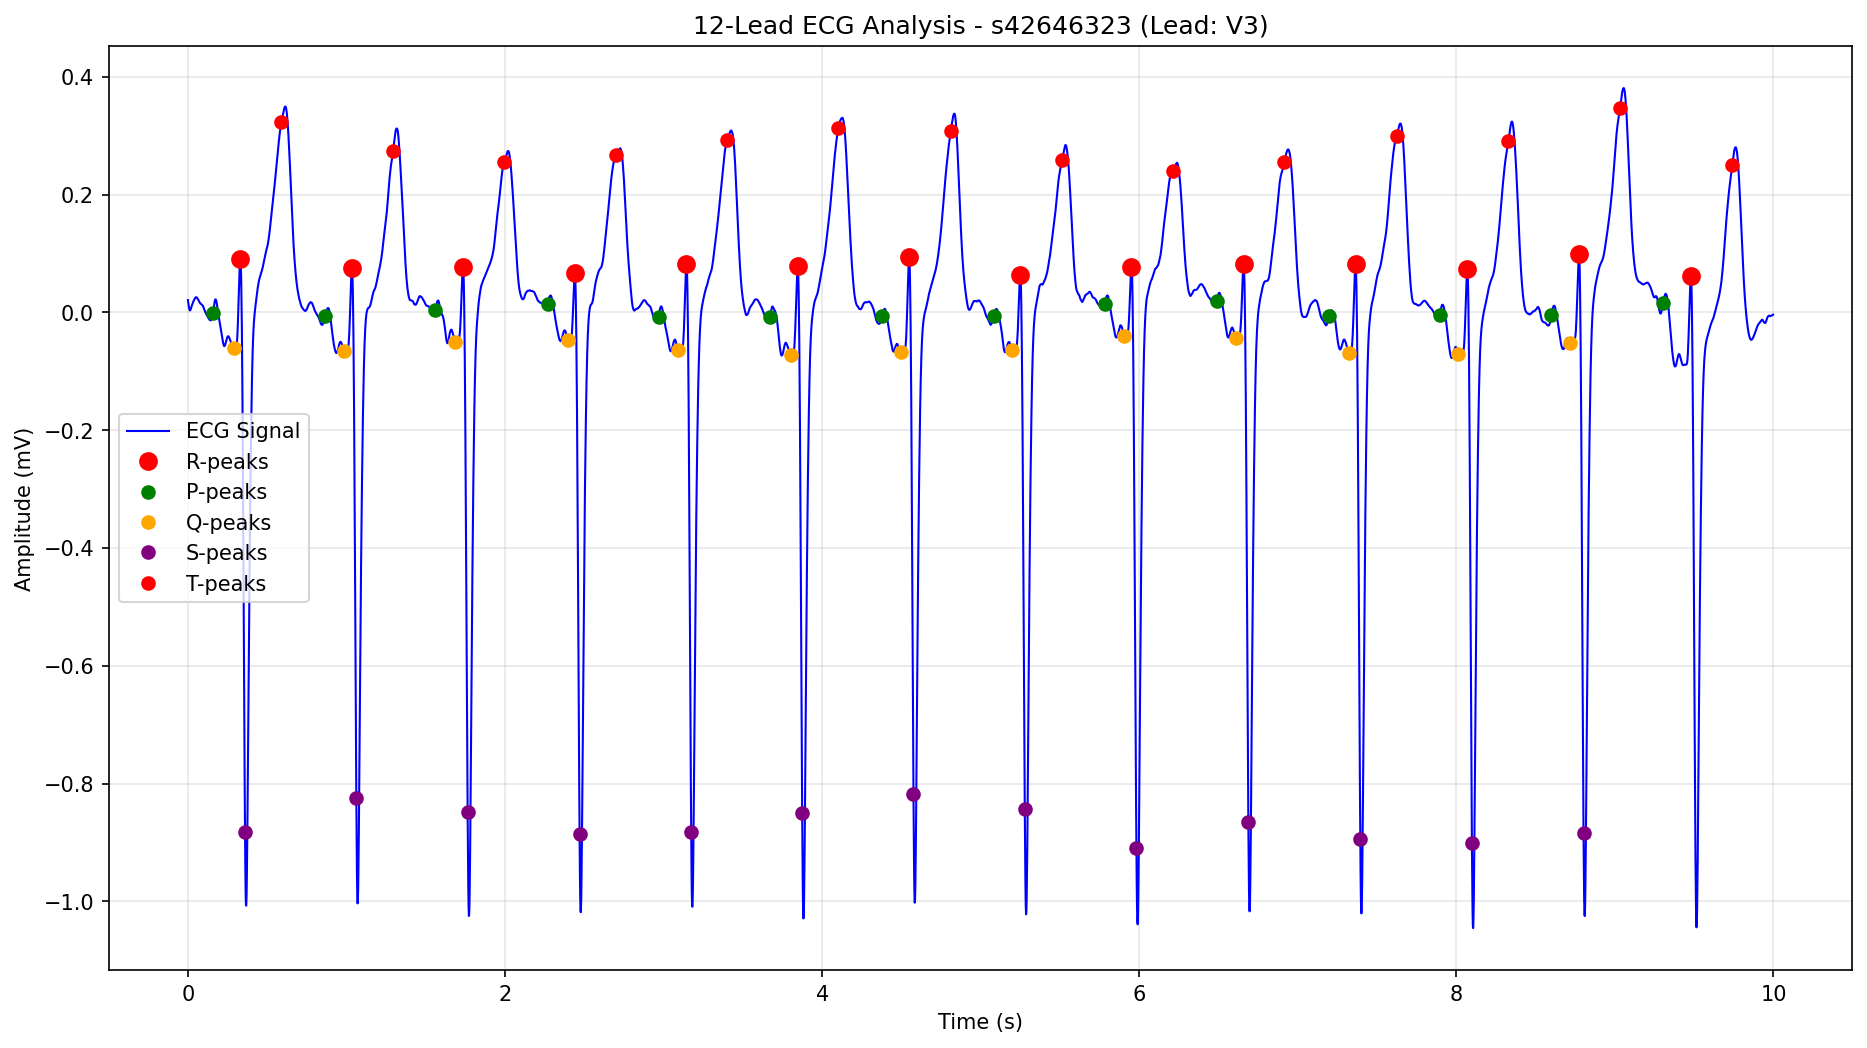 12-Lead ECG Analysis - s42646323 (Lead: V3)
0.4
0.2
0.0
−0.2
−0.4
−0.6
−0.8
−1.0
Amplitude (mV)
ECG Signal
R-peaks
P-peaks
Q-peaks
S-peaks
T-peaks
0 2 4 6 8 10
Time (s)